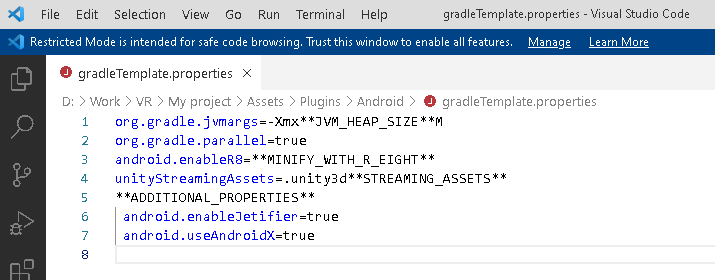 File Edit Selection View Go Run Terminal Help gradleTemplate.properties - Visual Studio Code
Restricted Mode is intended for safe code browsing. Trust this window to enable all features. Manage Learn More
gradleTemplate.properties
D: > Work > VR > My project > Assets > Plugins > Android > gradleTemplate.properties
1 org.gradle.jvmargs=-Xmx**JVM_HEAP_SIZE**M
2 org.gradle.parallel=true
3 android.enableR8=**MINIFY_WITH_R_EIGHT**
4 unityStreamingAssets=.unity3d**STREAMING_ASSETS**
5 **ADDITIONAL_PROPERTIES**
6 android.enableJetifier=true
7 android.useAndroidX=true
8